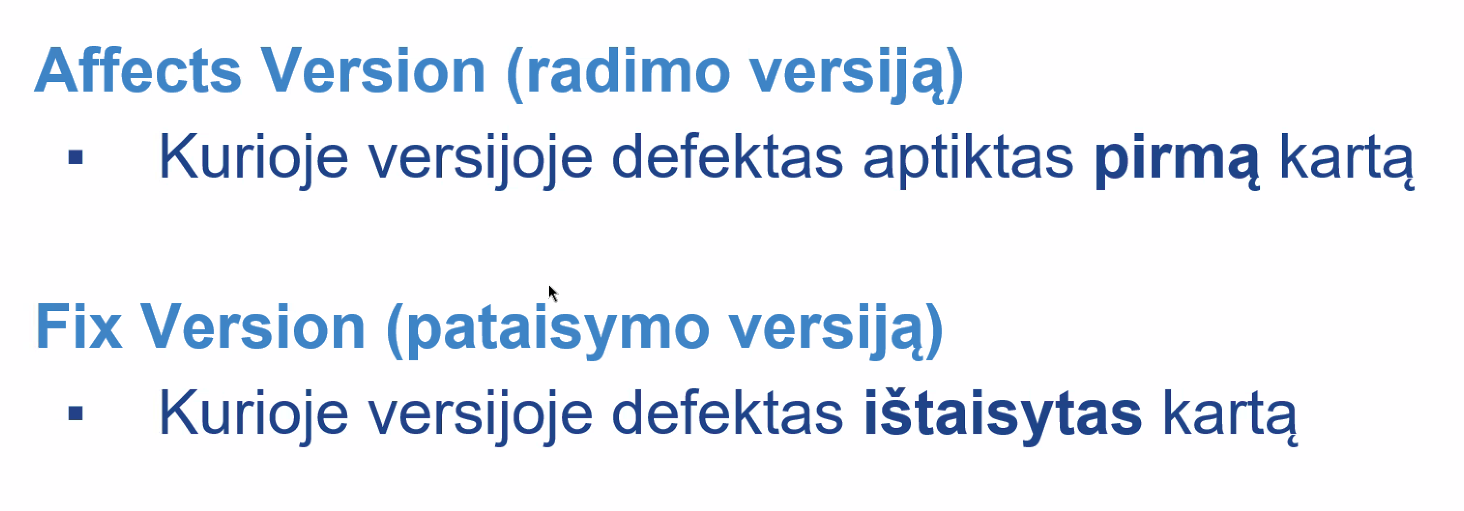 Affects Version (radimo versiją)
▪ Kurioje versijoje defektas aptiktas pirmą kartą
Fix Version (pataisymo versiją)
▪ Kurioje versijoje defektas ištaisytas kartą